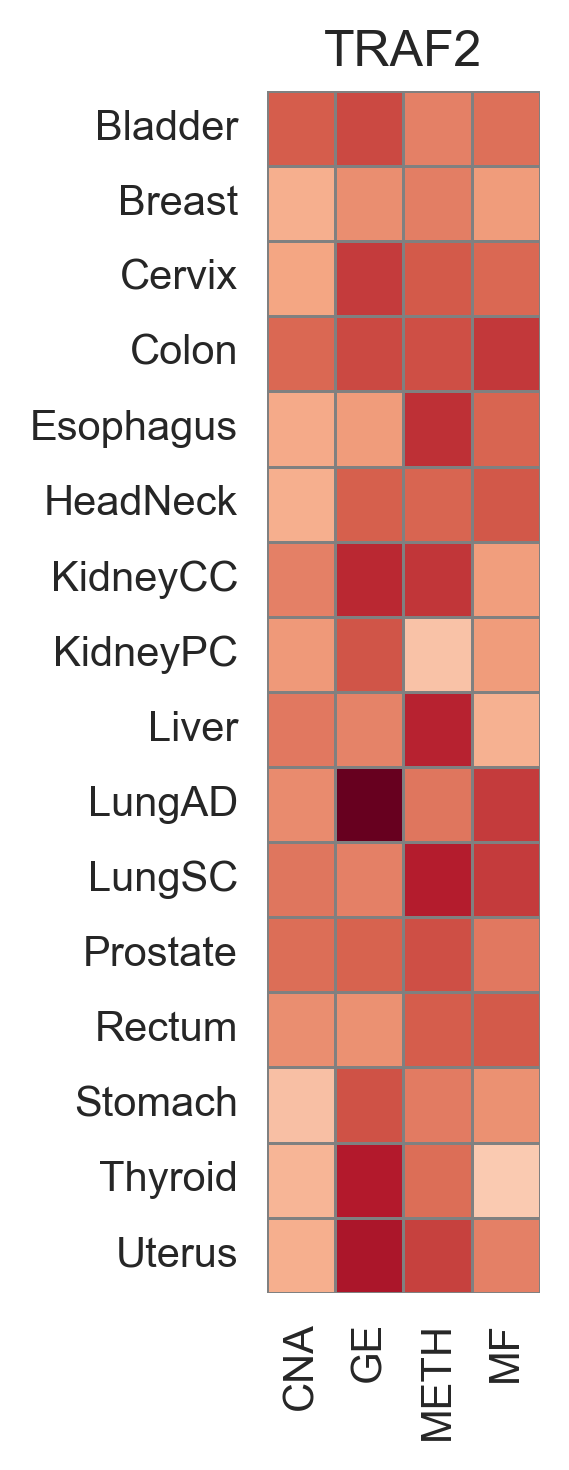 TRAF2
Bladder
Breast
Cervix
Colon
Esophagus
HeadNeck
KidneyCC
KidneyPC
Liver
LungAD
LungSC
Prostate
Rectum
Stomach
Thyroid
Uterus
CNA
GE
METH
MF